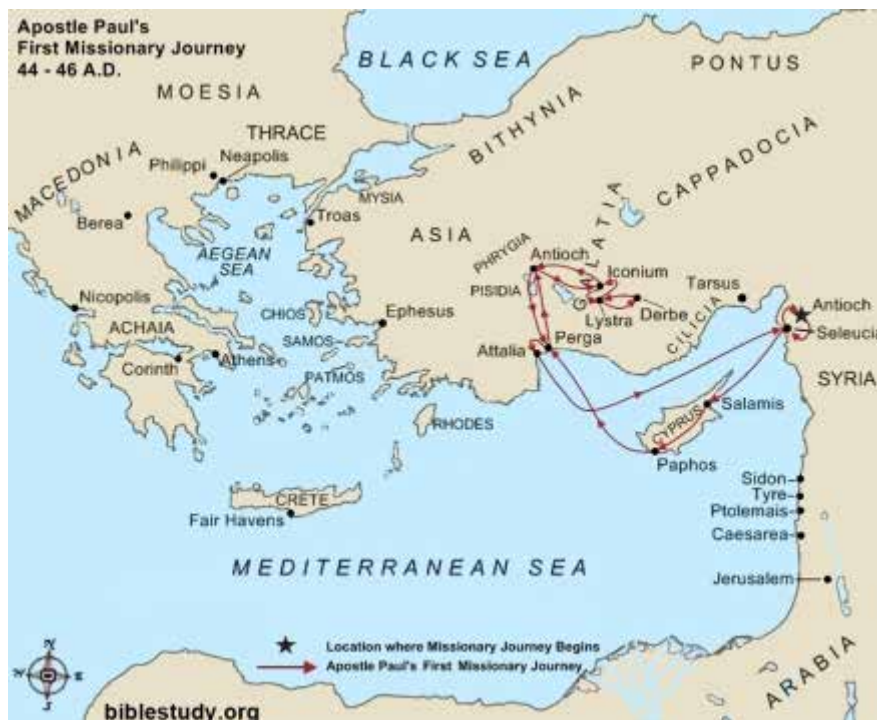 Apostle Paul's
First Missionary Journey
44 - 46 A.D.
BLACK SEA
PONTUS
MOESIA
THRACE
BITHYNIA
MACEDONIA
Philippi
Neapolis
CAPPADOCIA
MYSIA
Berea
Troas
ASIA
GALATIA
AEGEAN
SEA
PHRYGIA
Antioch
Iconium
PISIDIA
Tarsus
Nicopolis
CHIOS
Ephesus
Lystra
Derbe
CILICIA
Antioch
Seleucia
ACHAIA
SAMOS
Perga
Attalia
Corinth
Athens
PATMOS
SYRIA
RHODES
CYPRUS
Salamis
Paphos
CRETE
Fair Havens
Sidon
Tyre
Ptolemais
Caesarea
MEDITERRANEAN SEA
Jerusalem
Location where Missionary Journey Begins
Apostle Paul's First Missionary Journey
ARABIA
N
E
S
biblestudy.org